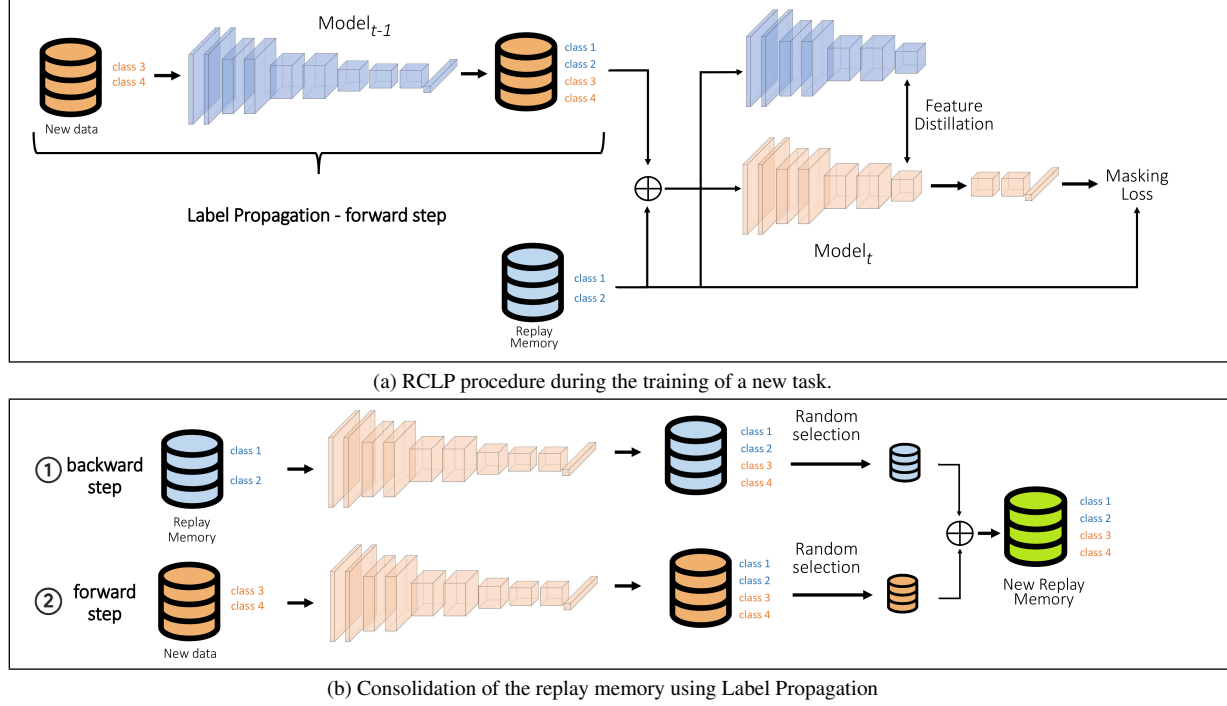 Model_{t-1}
class 3
class 4
New data
class 1
class 2
class 3
class 4
Feature
Distillation
Label Propagation - forward step
Masking
Loss
Model_t
class 1
class 2
Replay
Memory
(a) RCLP procedure during the training of a new task.
1 backward
step
class 1
class 2
Replay
Memory
class 1
class 2
class 3
class 4
Random
selection
2 forward
step
class 3
class 4
New data
class 1
class 2
class 3
class 4
Random
selection
class 1
class 2
class 3
class 4
New Replay
Memory
(b) Consolidation of the replay memory using Label Propagation